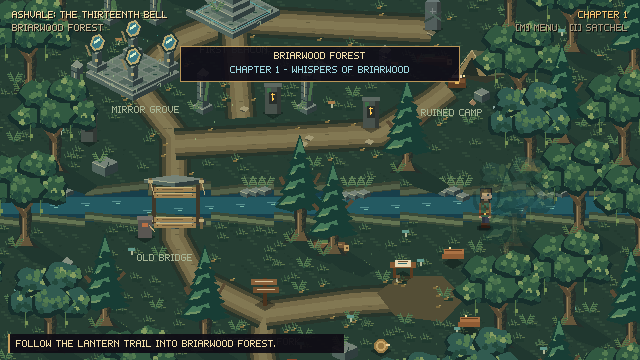 ASHVALE: THE THIRTEENTH BELL
CHAPTER 1
BRIARWOOD FOREST
[M] MENU [I] SATCHEL
BRIARWOOD FOREST
CHAPTER 1 - WHISPERS OF BRIARWOOD
MIRROR GROVE
RUINED CAMP
OLD BRIDGE
FOLLOW THE LANTERN TRAIL INTO BRIARWOOD FOREST.